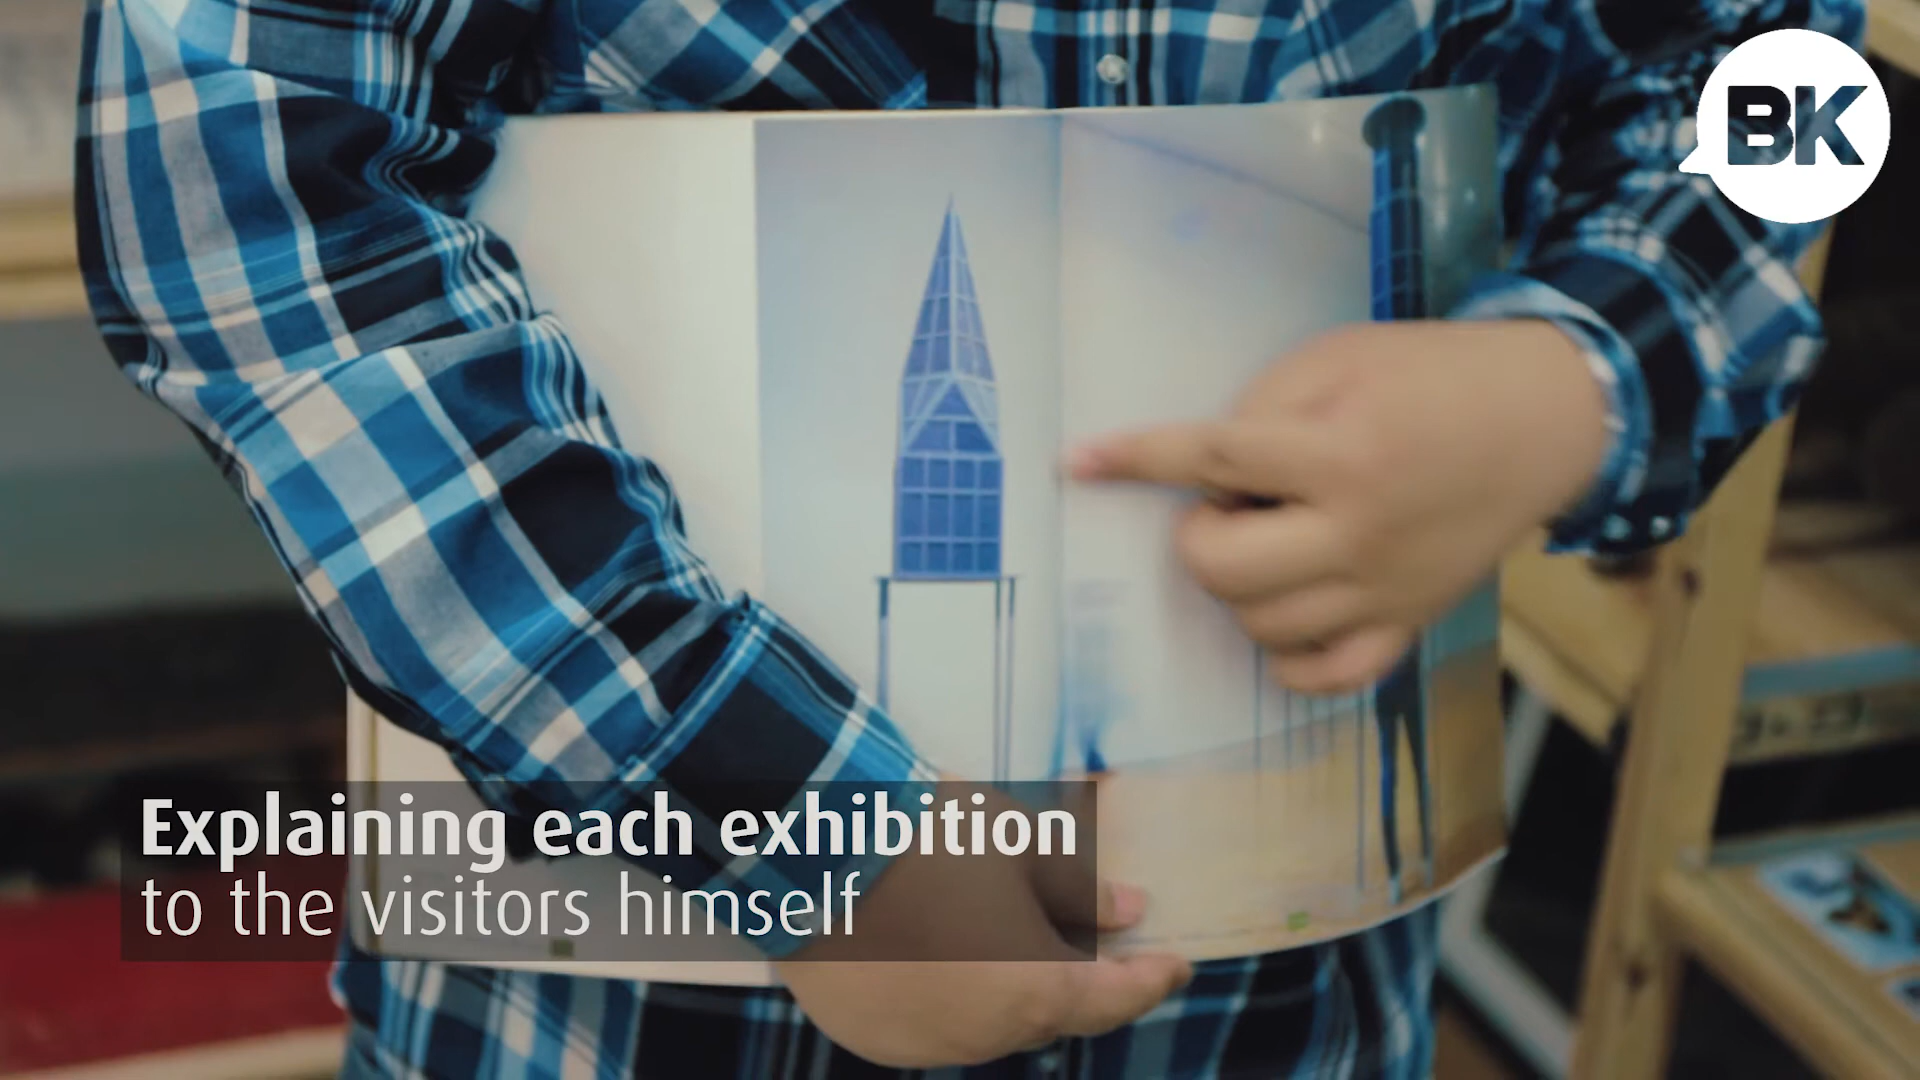 BK
Explaining each exhibition
to the visitors himself